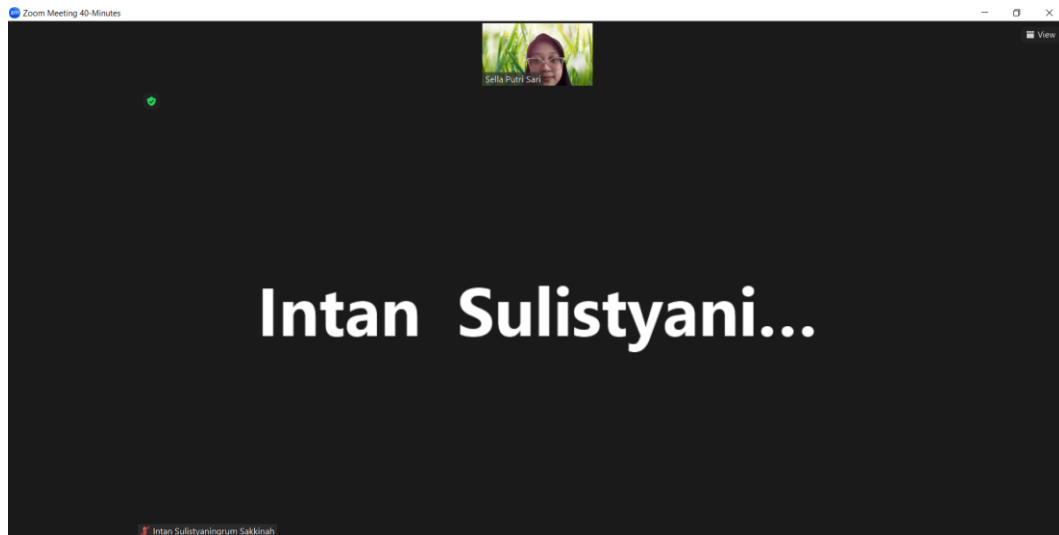 Zoom Meeting 40-Minutes
View
Sella Putri Sari
Intan Sulistyani...
Intan Sulistyaningrum Sakkinah